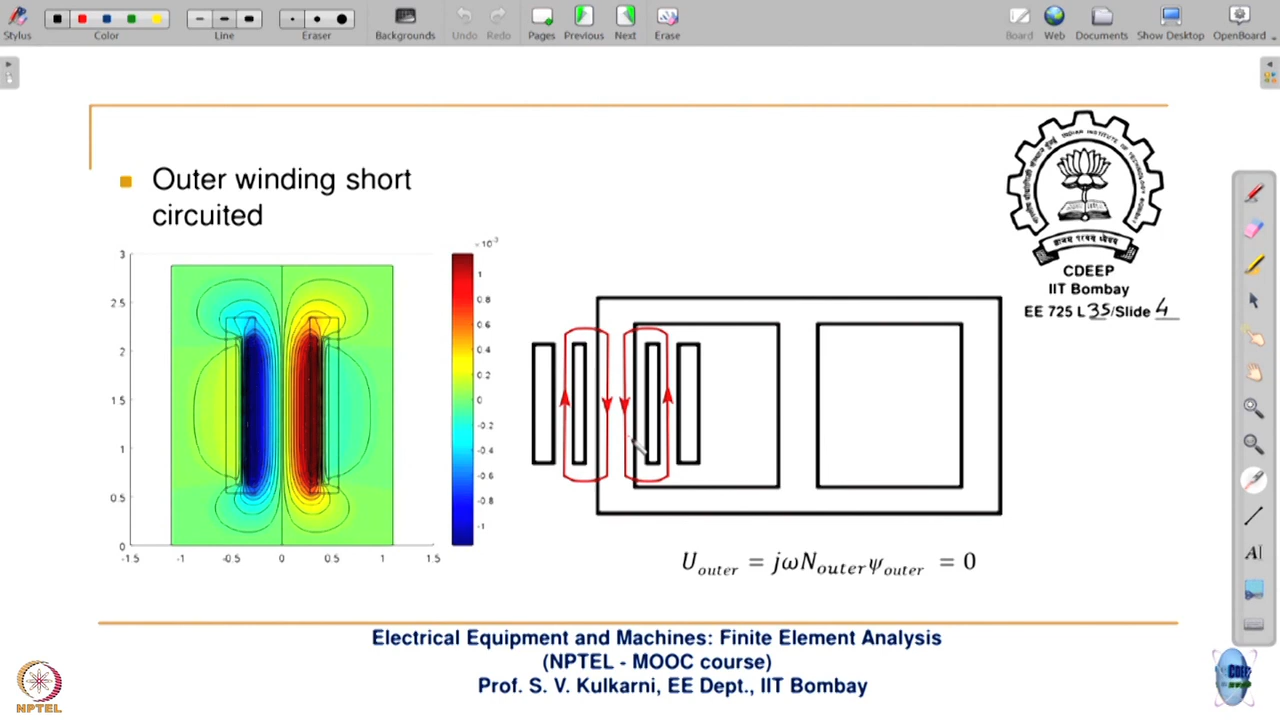 Stylus
Color
Line
Eraser
Backgrounds
Undo
Redo
Pages
Previous
Next
Erase
Board
Web
Documents
Show Desktop
OpenBoard
Outer winding short
circuited
CDEEP
IIT Bombay
EE 725 L 35/Slide 4
×10⁻³
3
2.5
2
1.5
1
0.5
0
-1.5
-1
-0.5
0
0.5
1
1.5
1
0.8
0.6
0.4
0.2
0
-0.2
-0.4
-0.6
-0.8
-1
U_outer = jωN_outer ψ_outer = 0
Electrical Equipment and Machines: Finite Element Analysis
(NPTEL - MOOC course)
Prof. S. V. Kulkarni, EE Dept., IIT Bombay
NPTEL
AI